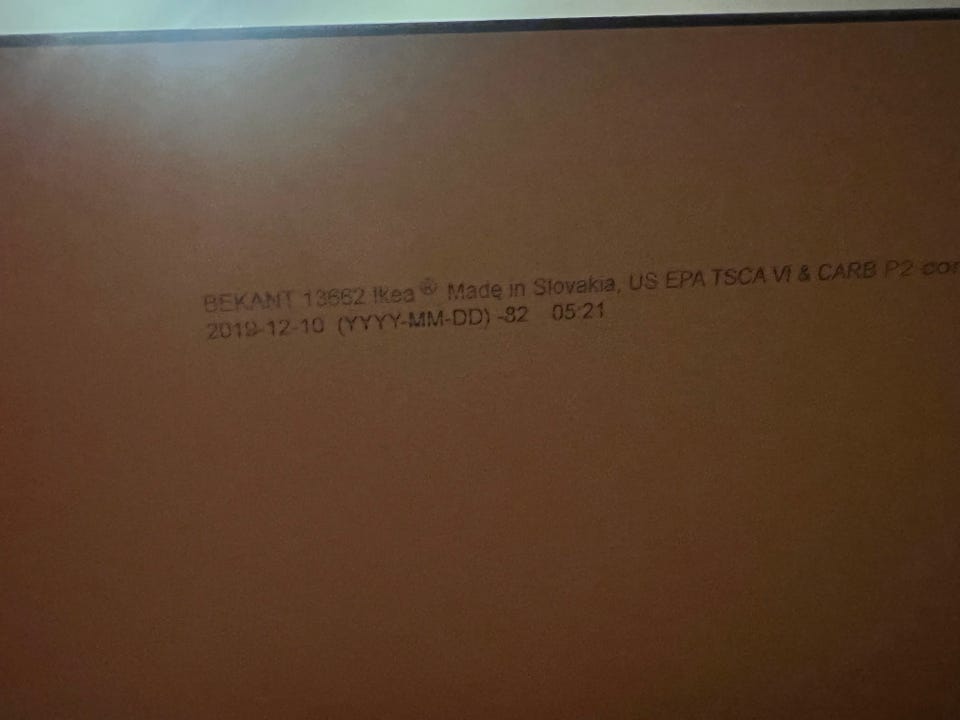 BEKANT 13662 Ikea® Made in Slovakia, US EPA TSCA VI & CARB P2
2019-12-10 (YYYY-MM-DD) -82 05:21